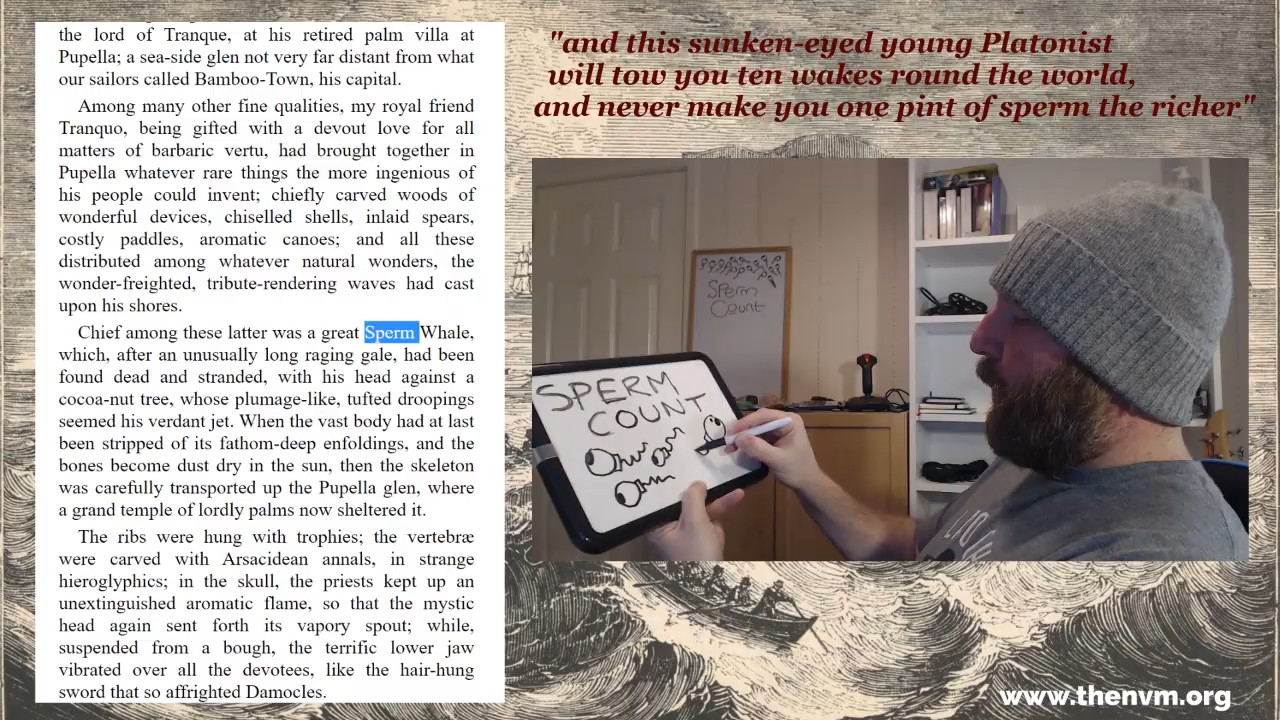 the lord of Tranque, at his retired palm villa at
Pupella; a sea-side glen not very far distant from what
our sailors called Bamboo-Town, his capital.
Among many other fine qualities, my royal friend
Tranquo, being gifted with a devout love for all
matters of barbaric vertu, had brought together in
Pupella whatever rare things the more ingenious of
his people could invent; chiefly carved woods of
wonderful devices, chiselled shells, inlaid spears,
costly paddles, aromatic canoes; and all these
distributed among whatever natural wonders, the
wonder-freighted, tribute-rendering waves had cast
upon his shores.
Chief among these latter was a great Sperm Whale,
which, after an unusually long raging gale, had been
found dead and stranded, with his head against a
cocoa-nut tree, whose plumage-like, tufted droopings
seemed his verdant jet. When the vast body had at last
been stripped of its fathom-deep enfoldings, and the
bones become dust dry in the sun, then the skeleton
was carefully transported up the Pupella glen, where
a grand temple of lordly palms now sheltered it.
The ribs were hung with trophies; the vertebræ
were carved with Arsacidean annals, in strange
hieroglyphics; in the skull, the priests kept up an
unextinguished aromatic flame, so that the mystic
head again sent forth its vapory spout; while,
suspended from a bough, the terrific lower jaw
vibrated over all the devotees, like the hair-hung
sword that so affrighted Damocles.
"and this sunken-eyed young Platonist
will tow you ten wakes round the world,
and never make you one pint of sperm the richer"
Sperm
Count
SPERM
COUNT
www.thenvm.org